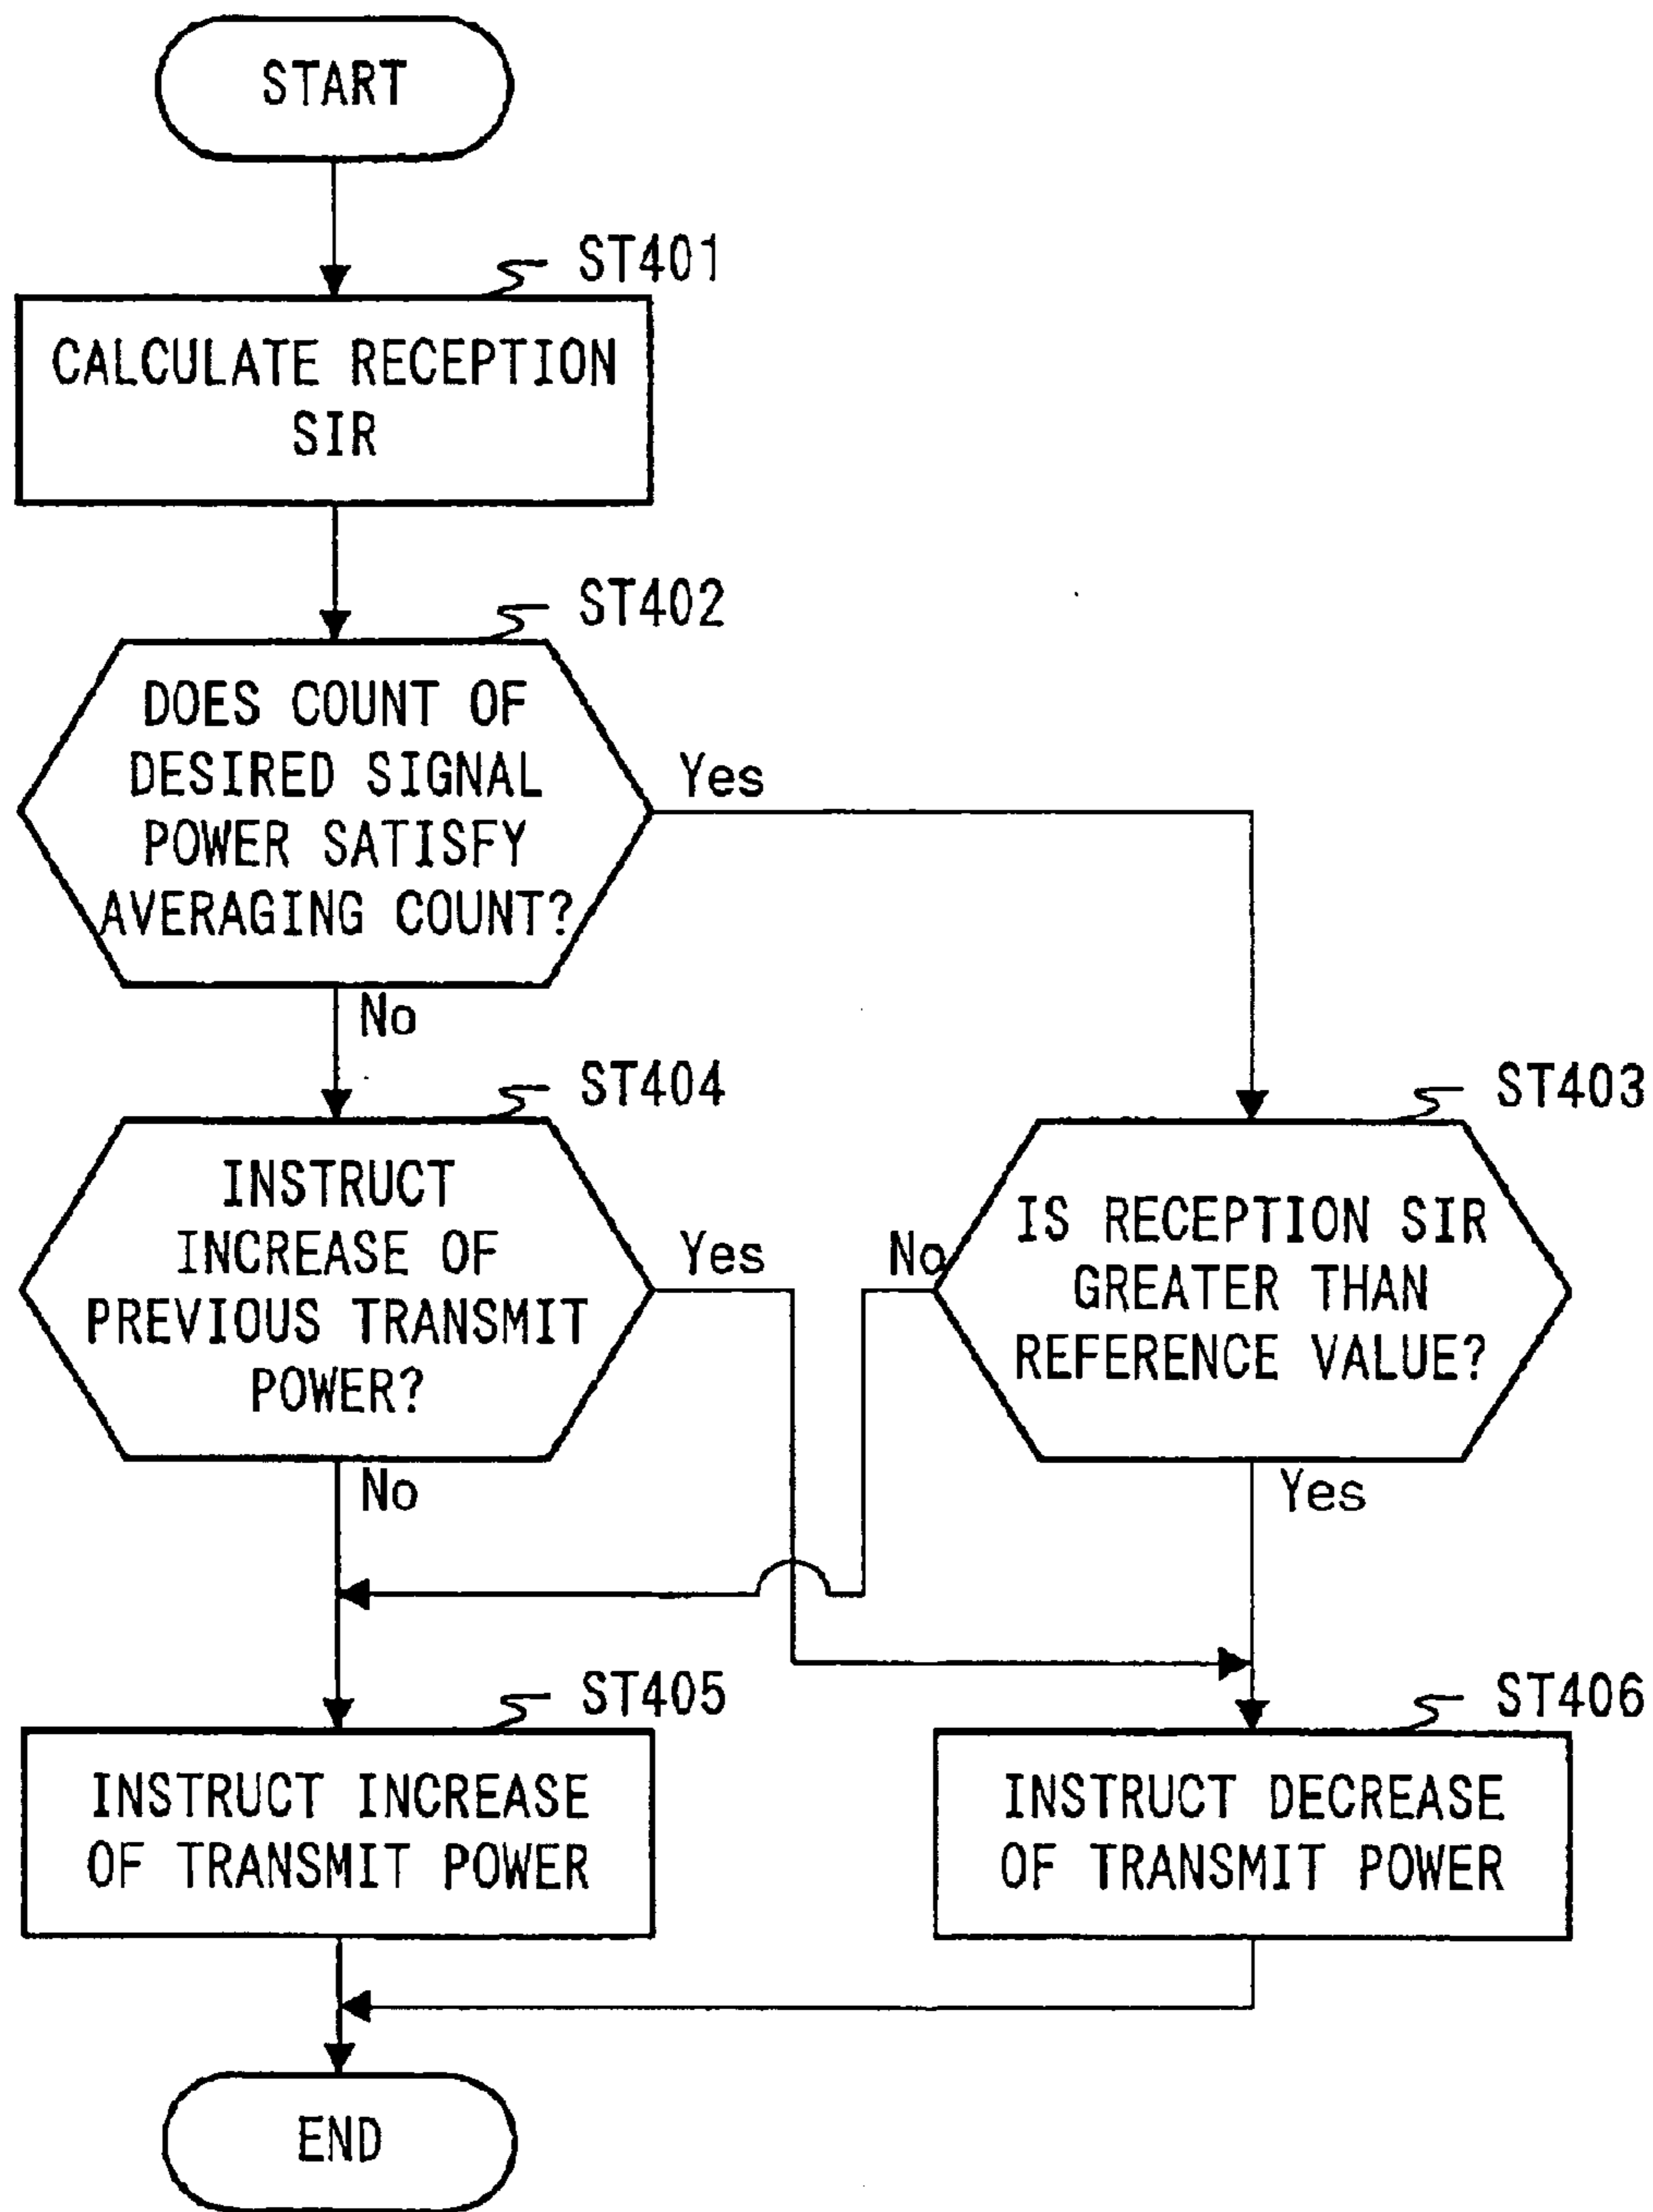 START
ST401
CALCULATE RECEPTION
SIR
ST402
DOES COUNT OF
DESIRED SIGNAL
POWER SATISFY
AVERAGING COUNT?
Yes
No
ST404
INSTRUCT
INCREASE OF
PREVIOUS TRANSMIT
POWER?
Yes
No
ST403
IS RECEPTION SIR
GREATER THAN
REFERENCE VALUE?
No
Yes
ST405
INSTRUCT INCREASE
OF TRANSMIT POWER
ST406
INSTRUCT DECREASE
OF TRANSMIT POWER
END